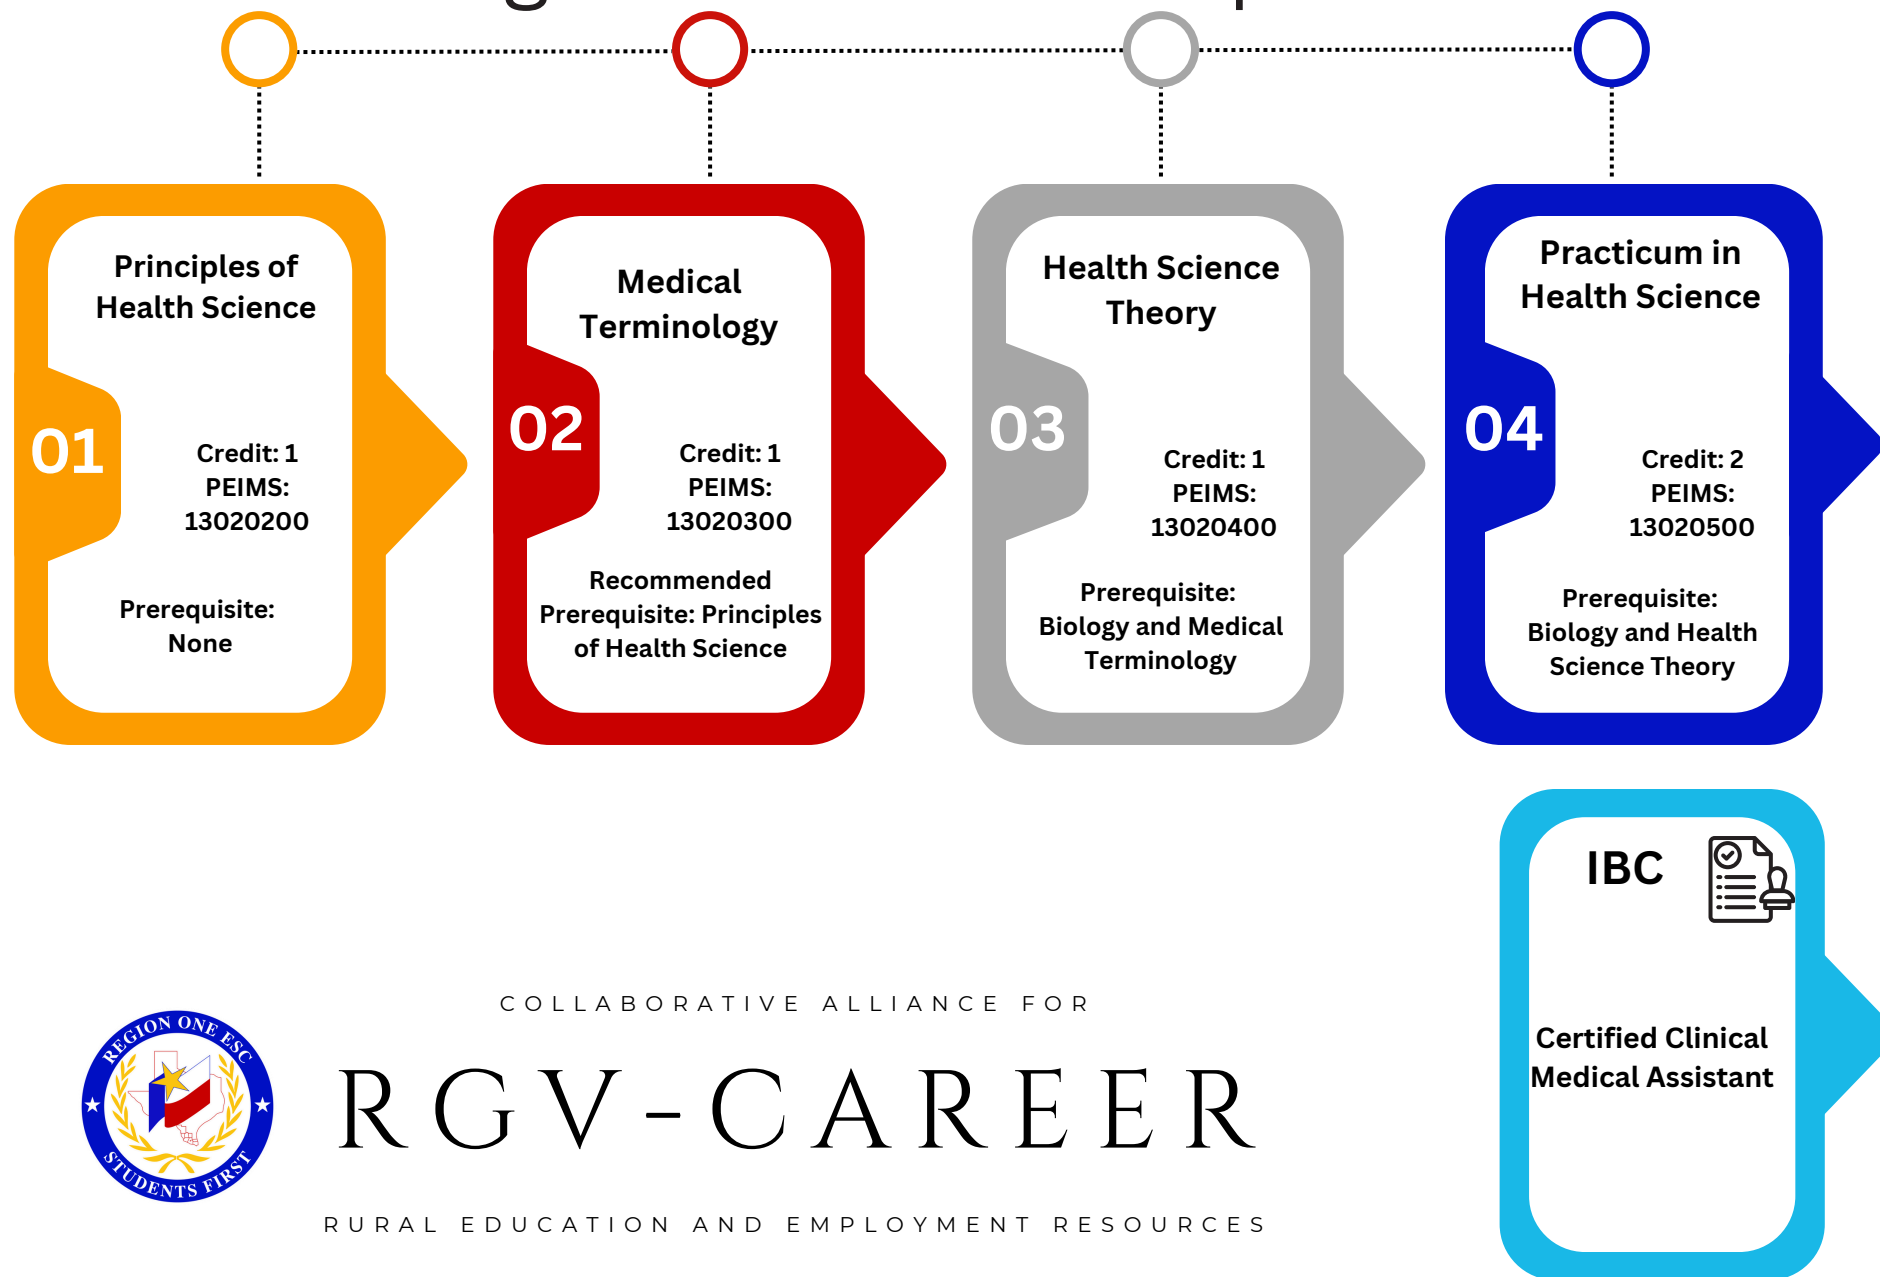 Principles of
Health Science
01
Credit: 1
PEIMS:
13020200
Prerequisite:
None
Medical
Terminology
02
Credit: 1
PEIMS:
13020300
Recommended
Prerequisite: Principles
of Health Science
Health Science
Theory
03
Credit: 1
PEIMS:
13020400
Prerequisite:
Biology and Medical
Terminology
Practicum in
Health Science
04
Credit: 2
PEIMS:
13020500
Prerequisite:
Biology and Health
Science Theory
IBC
Certified Clinical
Medical Assistant
REGION ONE ESC
STUDENTS FIRST
COLLABORATIVE ALLIANCE FOR
RGV-CAREER
RURAL EDUCATION AND EMPLOYMENT RESOURCES